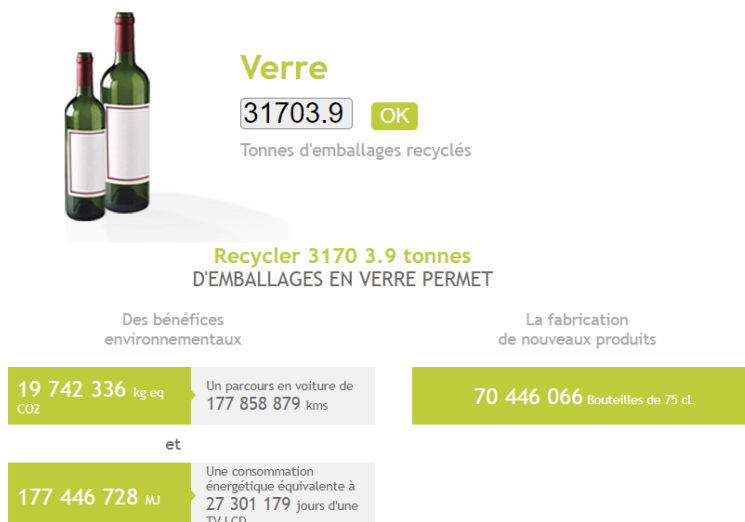 Verre
31703.9 OK
Tonnes d'emballages recyclés
Recycler 3170 3.9 tonnes
D'EMBALLAGES EN VERRE PERMET
Des bénéfices
environnementaux
19 742 336 kg eq
CO2
Un parcours en voiture de
177 858 879 kms
et
177 446 728 MJ
Une consommation
énergétique équivalente à
27 301 179 jours d'une
TV LCD
La fabrication
de nouveaux produits
70 446 066 Bouteilles de 75 cL